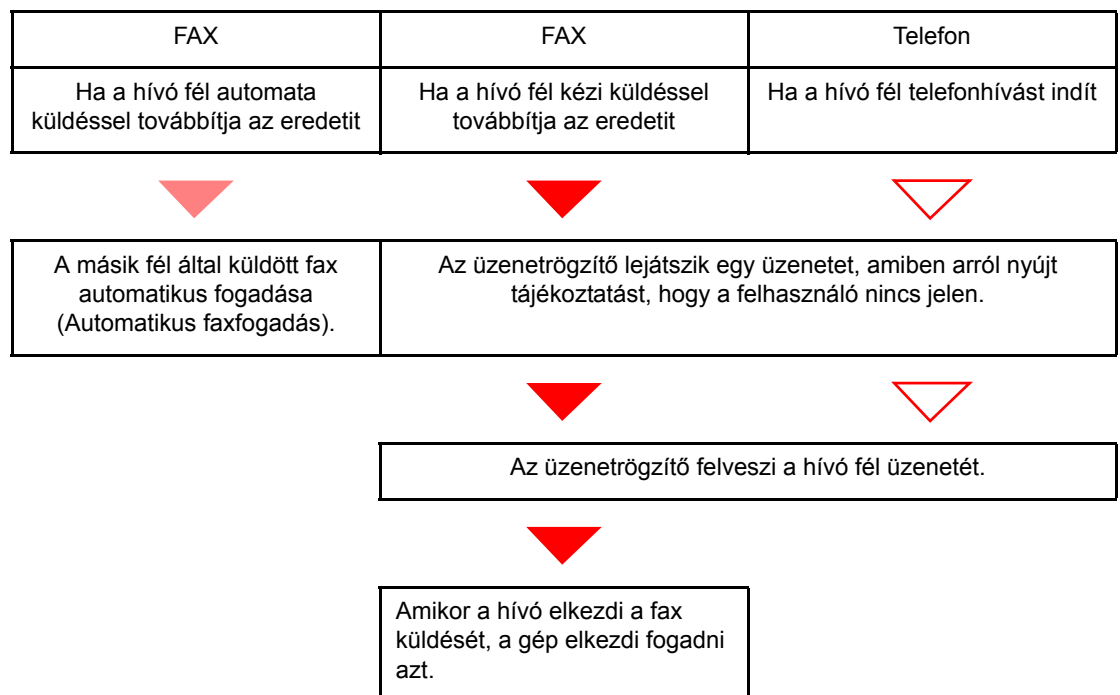 FAX
FAX
Telefon
Ha a hívó fél automata
küldéssel továbbítja az eredetit
Ha a hívó fél kézi küldéssel
továbbítja az eredetit
Ha a hívó fél telefonhívást indít
A másik fél által küldött fax
automatikus fogadása
(Automatikus faxfogadás).
Az üzenetrögzítő lejátszik egy üzenetet, amiben arról nyújt
tájékoztatást, hogy a felhasználó nincs jelen.
Az üzenetrögzítő felveszi a hívó fél üzenetét.
Amikor a hívó elkezdi a fax
küldését, a gép elkezdi fogadni
azt.